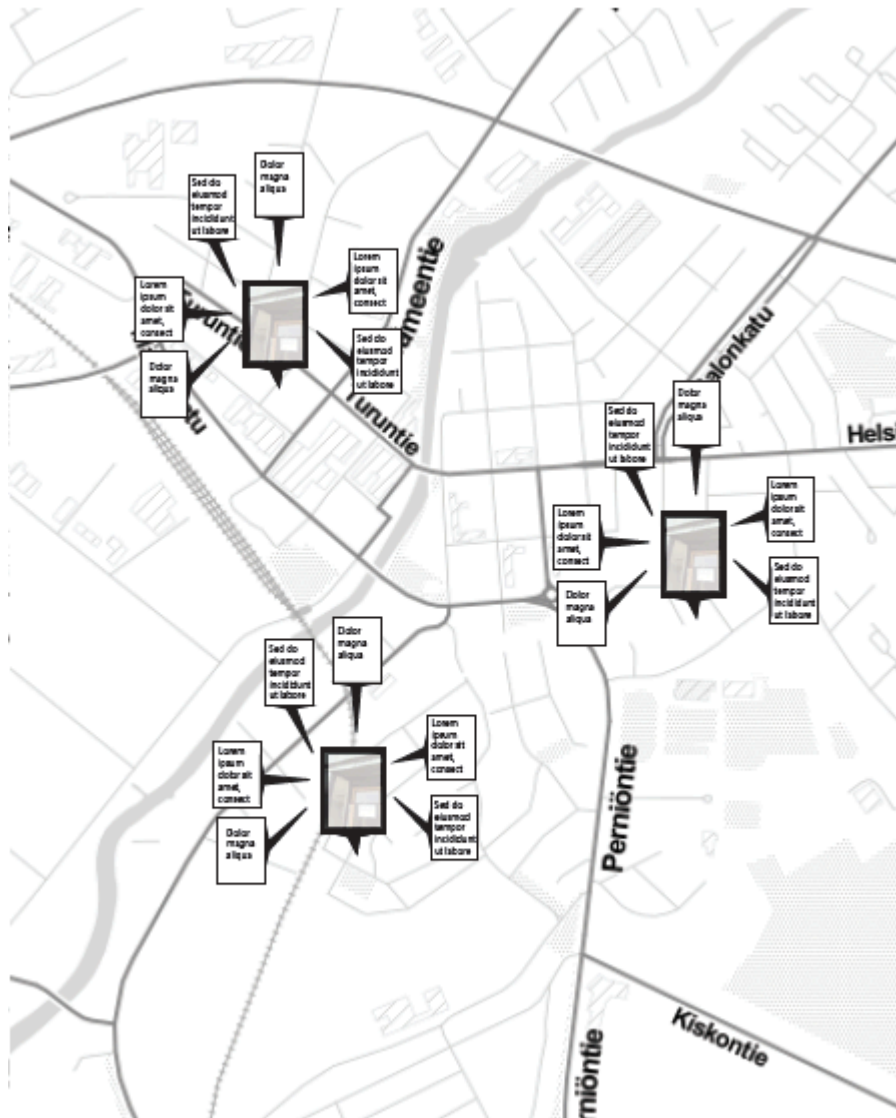 Dolor
magna
aliqua
Sed do
eiusmod
tempor
incididunt
ut labore
Lorem
ipsum
dolor sit
amet,
consect
Lorem
ipsum
dolor sit
amet,
consect
Sed do
eiusmod
tempor
incididunt
ut labore
Dolor
magna
aliqua
Turuntie
Turuntie
umeentie
alonkatu
Helsi
Dolor
magna
aliqua
Sed do
eiusmod
tempor
incididunt
ut labore
Lorem
ipsum
dolor sit
amet,
consect
Lorem
ipsum
dolor sit
amet,
consect
Sed do
eiusmod
tempor
incididunt
ut labore
Dolor
magna
aliqua
Dolor
magna
aliqua
Sed do
eiusmod
tempor
incididunt
ut labore
Lorem
ipsum
dolor sit
amet,
consect
Lorem
ipsum
dolor sit
amet,
consect
Sed do
eiusmod
tempor
incididunt
ut labore
Dolor
magna
aliqua
Perniöntie
Kiskontie
rniöntie